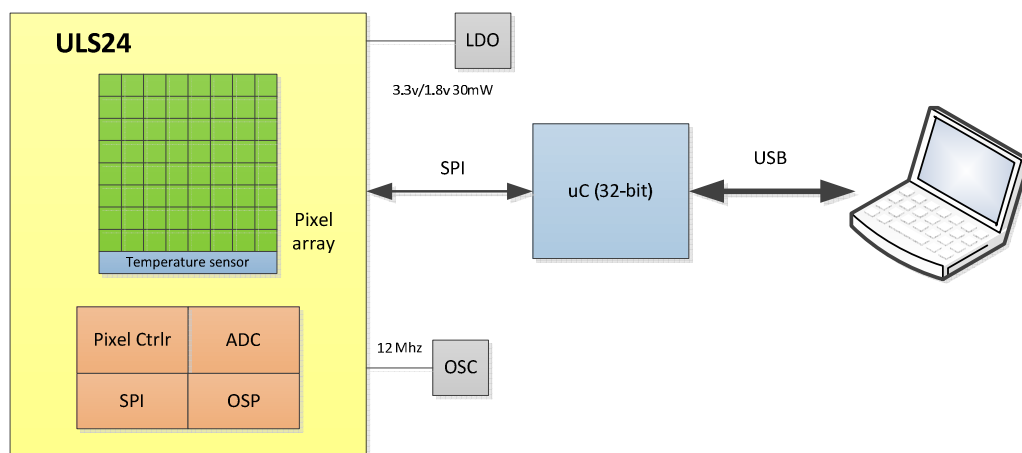 ULS24
LDO
3.3v/1.8v 30mW
SPI
uC (32-bit)
USB
Pixel
array
Temperature sensor
Pixel Ctrlr
ADC
12 Mhz
OSC
SPI
OSP